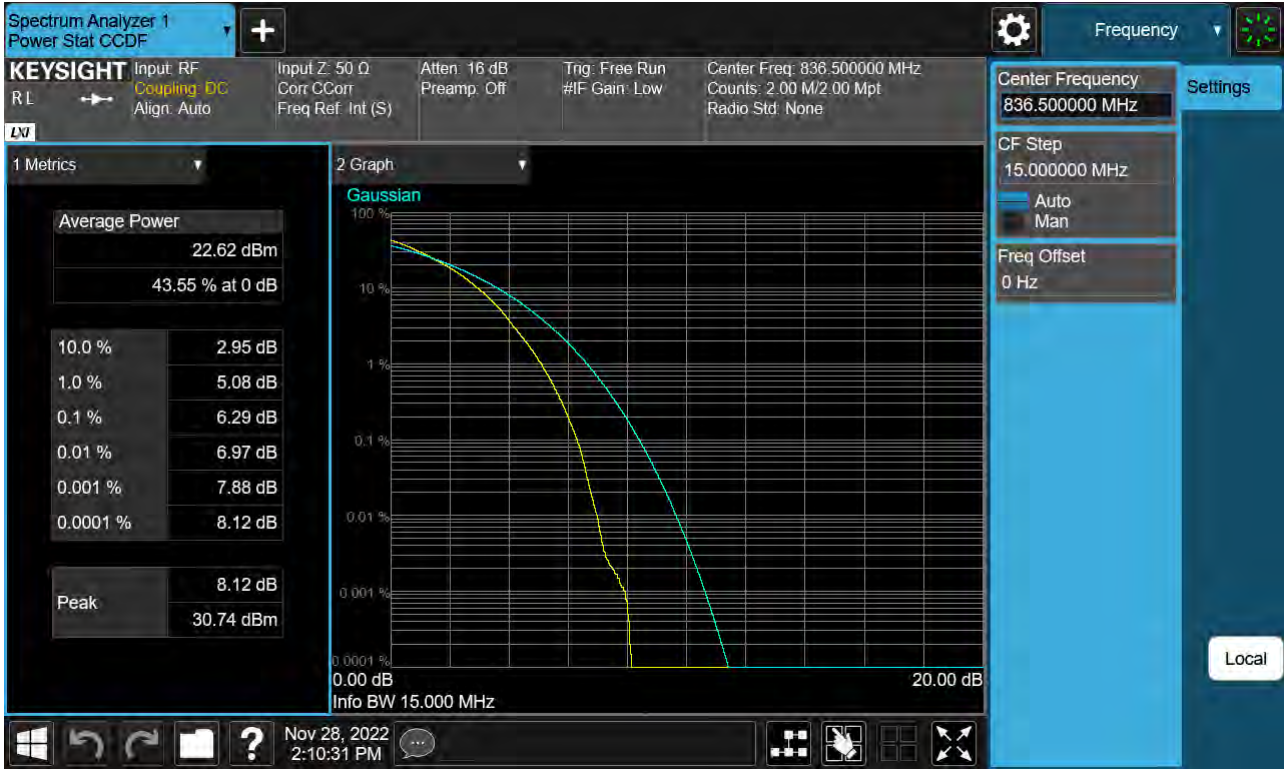 Spectrum Analyzer 1
Power Stat CCDF
Frequency
KEYSIGHT
R L
LXI
Input: RF
Coupling: DC
Align: Auto
Input Z: 50 Ω
Corr CCorr
Freq Ref: Int (S)
Atten: 16 dB
Preamp: Off
Trig: Free Run
#IF Gain: Low
Center Freq: 836.500000 MHz
Counts: 2.00 M/2.00 Mpt
Radio Std: None
Center Frequency
836.500000 MHz
Settings
CF Step
15.000000 MHz
Auto
Man
Freq Offset
0 Hz
1 Metrics
Average Power
22.62 dBm
43.55 % at 0 dB
10.0 % 2.95 dB
1.0 % 5.08 dB
0.1 % 6.29 dB
0.01 % 6.97 dB
0.001 % 7.88 dB
0.0001 % 8.12 dB
Peak
8.12 dB
30.74 dBm
2 Graph
Gaussian
100 %
10 %
1 %
0.1 %
0.01 %
0.001 %
0.0001 %
0.00 dB 20.00 dB
Info BW 15.000 MHz
Local
?
Nov 28, 2022
2:10:31 PM